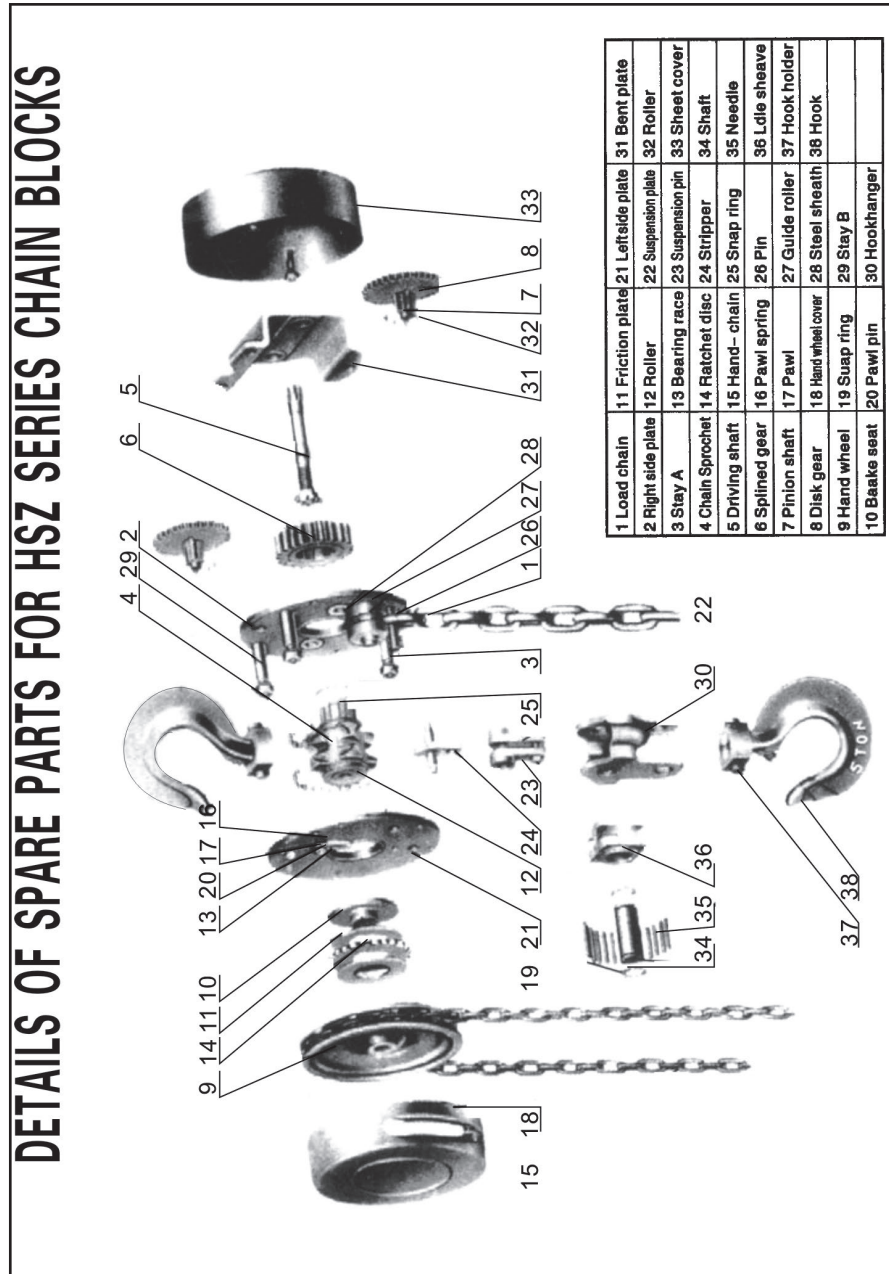 DETAILS OF SPARE PARTS FOR HSZ SERIES CHAIN BLOCKS
4 29 2 6 5
9 14 11 10 13 20 17 16
15 18 19 21 12 24 23 25 3 1 26 27 28 31 32 7 8 33
34 35 36 30 22
37 38
5TON
1 Load chain 11 Friction plate 21 Leftside plate 31 Bent plate
2 Right side plate 12 Roller 22 Suspension plate 32 Roller
3 Stay A 13 Bearing race 23 Suspension pin 33 Sheet cover
4 Chain Sprochet 14 Ratchet disc 24 Stripper 34 Shaft
5 Driving shaft 15 Hand-chain 25 Snap ring 35 Needle
6 Splined gear 16 Pawl spring 26 Pin 36 Ldle sheave
7 Pinion shaft 17 Pawl 27 Guide roller 37 Hook holder
8 Disk gear 18 Hand wheel cover 28 Steel sheath 38 Hook
9 Hand wheel 19 Suap ring 29 Stay B
10 Baake seat 20 Pawl pin 30 Hookhanger